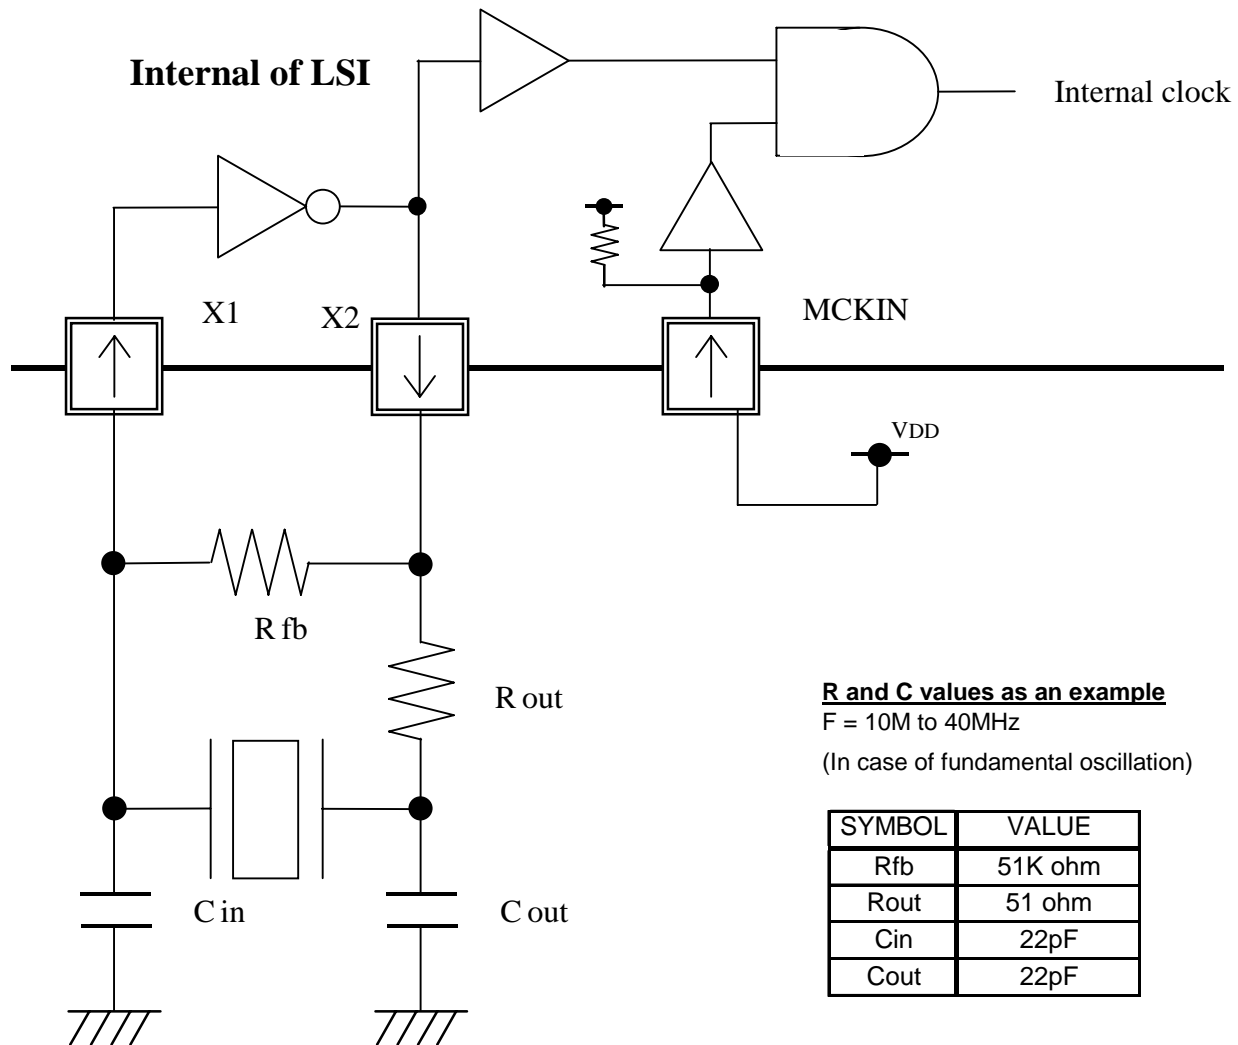 Internal of LSI
Internal clock
X1
X2
MCKIN
VDD
R fb
R out
C in
C out
R and C values as an example
F = 10M to 40MHz
(In case of fundamental oscillation)
SYMBOL VALUE
Rfb 51K ohm
Rout 51 ohm
Cin 22pF
Cout 22pF